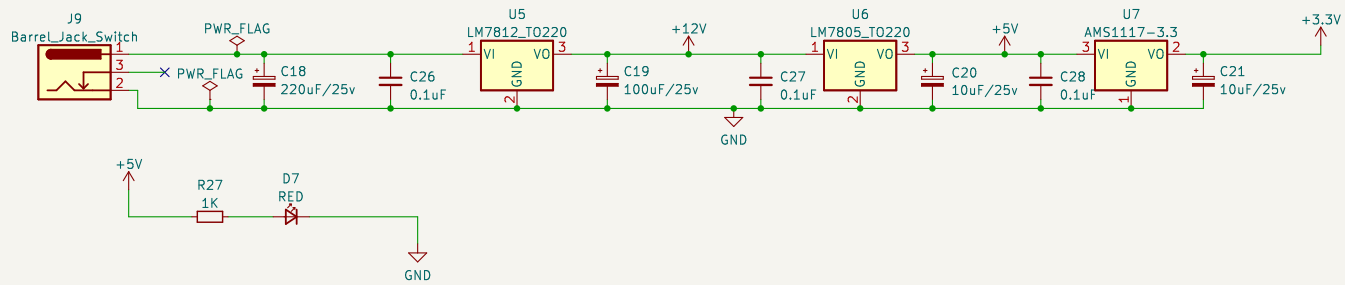 J9
Barrel_Jack_Switch
1
3
2
PWR_FLAG
PWR_FLAG
C18
220uF/25v
C26
0.1uF
U5
LM7812_TO220
1
VI
VO
3
GND
2
C19
100uF/25v
+12V
GND
C27
0.1uF
U6
LM7805_TO220
1
VI
VO
3
GND
2
C20
10uF/25v
+5V
C28
0.1uF
U7
AMS1117-3.3
3
VI
VO
2
GND
1
C21
10uF/25v
+3.3V
+5V
R27
1K
D7
RED
GND